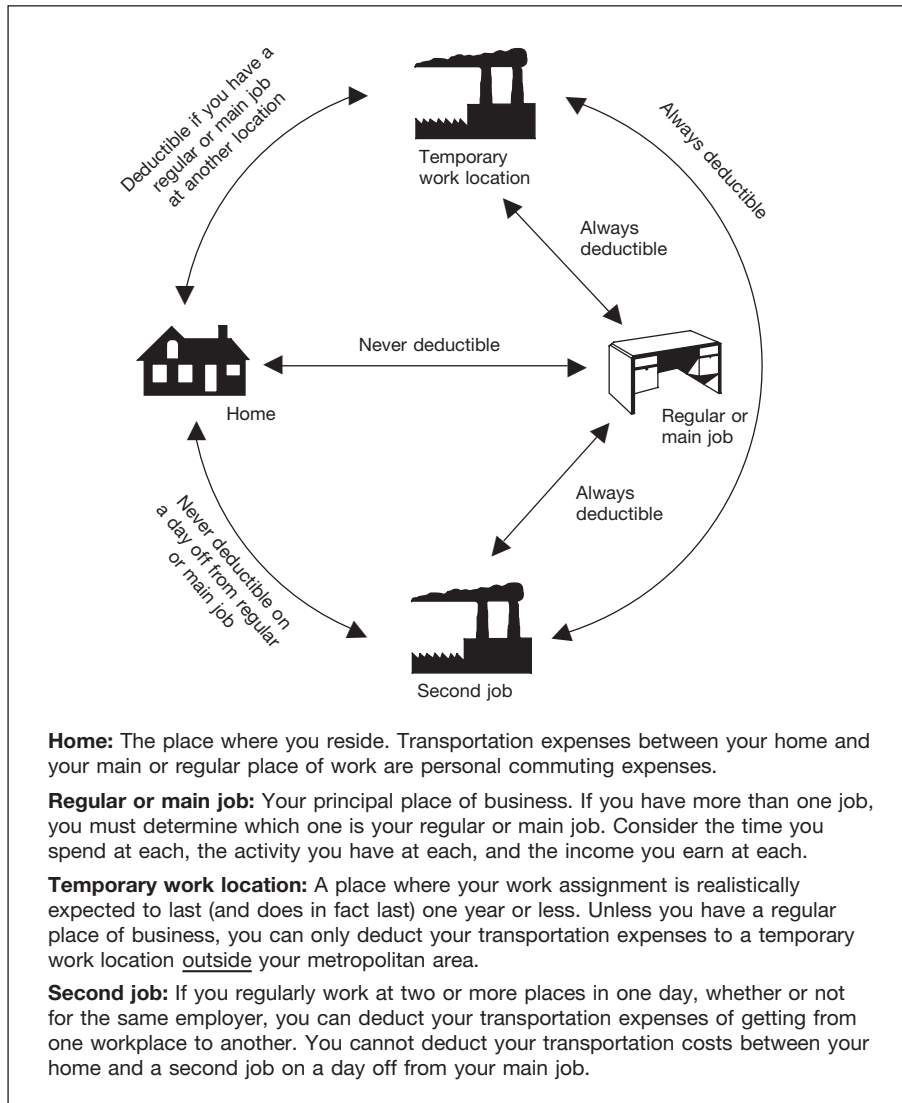 Deductible if you have a
regular or main job
at another location
Temporary
work location
Always deductible
Always
deductible
Never deductible
Home
Regular or
main job
Always
deductible
Never deductible on
a day off from regular
or main job
Second job
Home: The place where you reside. Transportation expenses between your home and
your main or regular place of work are personal commuting expenses.
Regular or main job: Your principal place of business. If you have more than one job,
you must determine which one is your regular or main job. Consider the time you
spend at each, the activity you have at each, and the income you earn at each.
Temporary work location: A place where your work assignment is realistically
expected to last (and does in fact last) one year or less. Unless you have a regular
place of business, you can only deduct your transportation expenses to a temporary
work location outside your metropolitan area.
Second job: If you regularly work at two or more places in one day, whether or not
for the same employer, you can deduct your transportation expenses of getting from
one workplace to another. You cannot deduct your transportation costs between your
home and a second job on a day off from your main job.